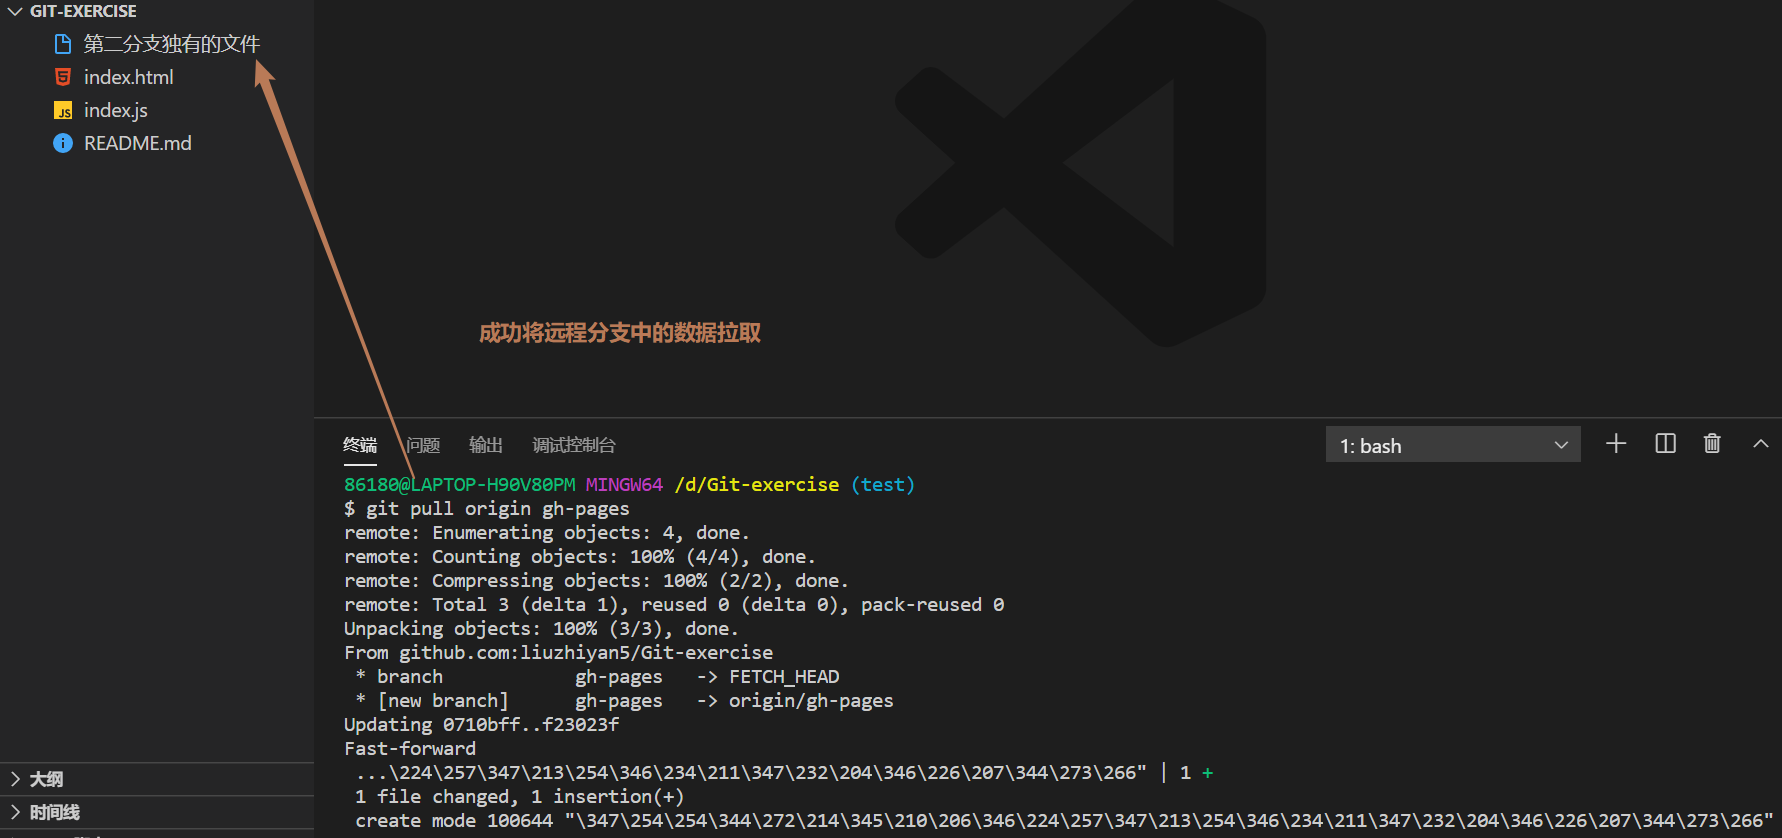 GIT-EXERCISE
第二分支独有的文件
index.html
JS index.js
README.md
成功将远程分支中的数据拉取
终端 问题 输出 调试控制台 1: bash
86180@LAPTOP-H90V80PM MINGW64 /d/Git-exercise (test)
$ git pull origin gh-pages
remote: Enumerating objects: 4, done.
remote: Counting objects: 100% (4/4), done.
remote: Compressing objects: 100% (2/2), done.
remote: Total 3 (delta 1), reused 0 (delta 0), pack-reused 0
Unpacking objects: 100% (3/3), done.
From github.com:liuzhiyan5/Git-exercise
* branch gh-pages -> FETCH_HEAD
* [new branch] gh-pages -> origin/gh-pages
Updating 0710bff..f23023f
Fast-forward
...\224\257\347\213\254\346\234\211\347\232\204\346\226\207\344\273\266" | 1 +
1 file changed, 1 insertion(+)
create mode 100644 "\347\254\254\344\272\214\345\210\206\346\224\257\347\213\254\346\234\211\347\232\204\346\226\207\344\273\266"
大纲
时间线